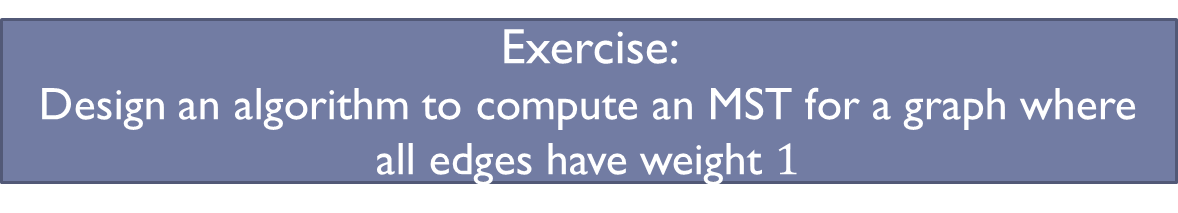 Exercise:
Design an algorithm to compute an MST for a graph where
all edges have weight 1